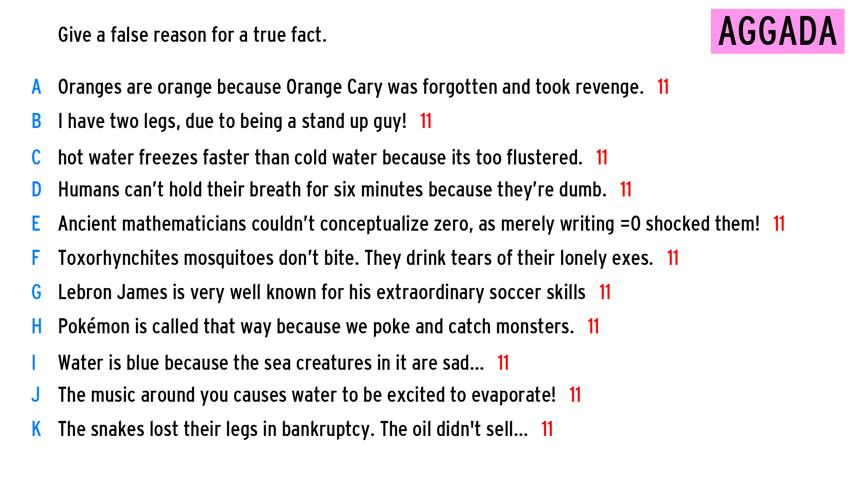 Give a false reason for a true fact.
AGGADA
A Oranges are orange because Orange Cary was forgotten and took revenge. 11
B I have two legs, due to being a stand up guy! 11
C hot water freezes faster than cold water because its too flustered. 11
D Humans can't hold their breath for six minutes because they're dumb. 11
E Ancient mathematicians couldn't conceptualize zero, as merely writing =0 shocked them! 11
F Toxorhynchites mosquitoes don't bite. They drink tears of their lonely exes. 11
G Lebron James is very well known for his extraordinary soccer skills 11
H Pokémon is called that way because we poke and catch monsters. 11
I Water is blue because the sea creatures in it are sad... 11
J The music around you causes water to be excited to evaporate! 11
K The snakes lost their legs in bankruptcy. The oil didn't sell... 11